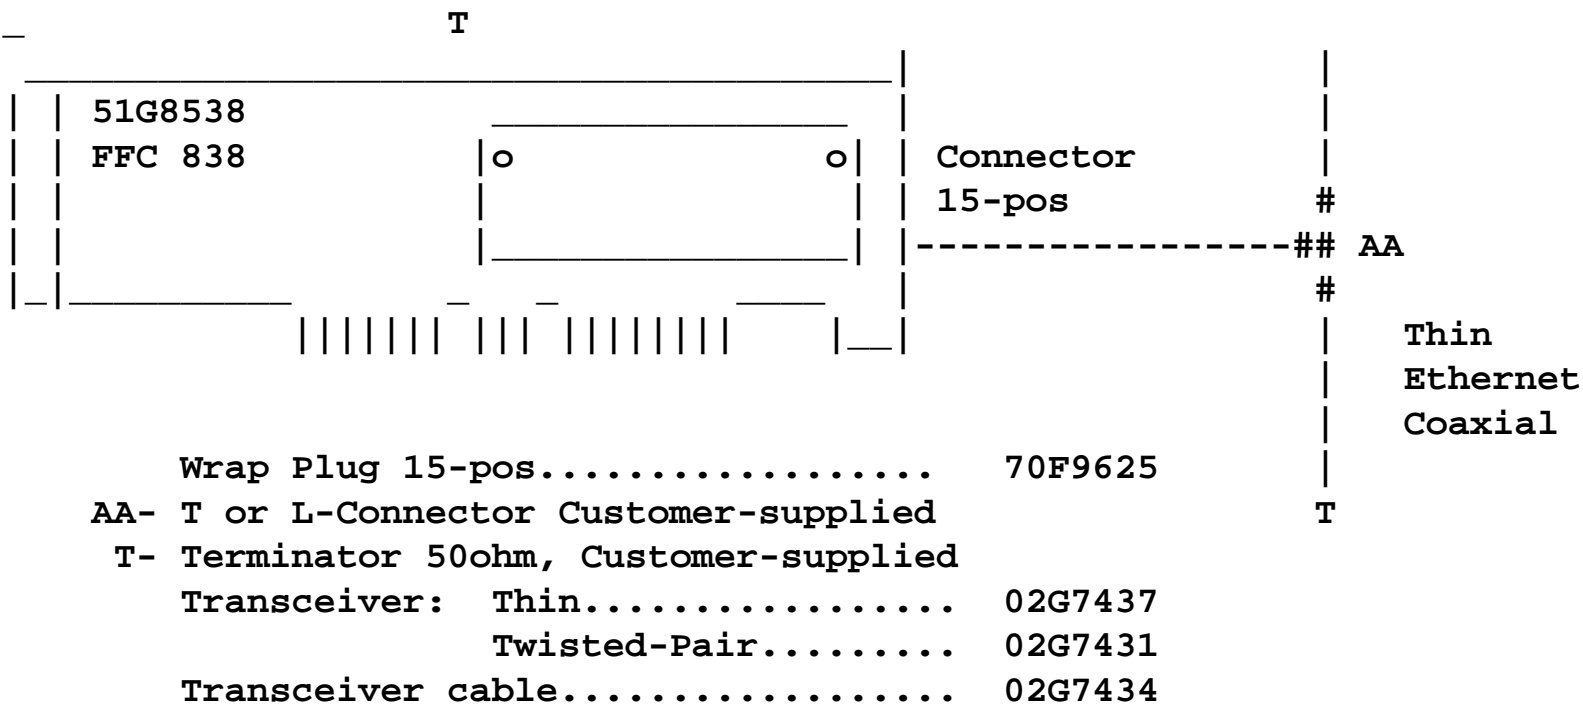 T
51G8538
FFC 838 |o o| Connector
15-pos #
----------------## AA
#
||||||| ||| |||||||| |__| | Thin
Ethernet
Coaxial
Wrap Plug 15-pos.................. 70F9625
AA- T or L-Connector Customer-supplied T
T- Terminator 50ohm, Customer-supplied
Transceiver: Thin................. 02G7437
Twisted-Pair......... 02G7431
Transceiver cable.................. 02G7434